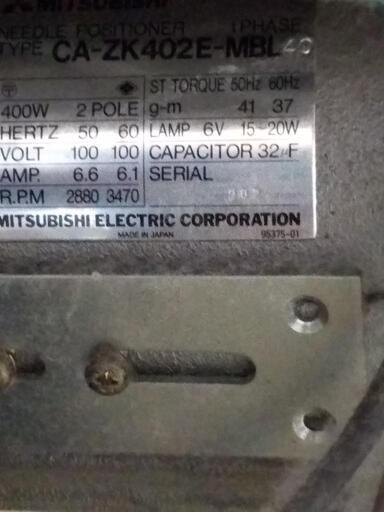 MITSUBISHI
NEEDLE POSITIONER 1PHASE
TYPE CA-ZK402E-MBL
ST TORQUE 50Hz 60Hz
400W 2 POLE g-m 41 37
HERTZ 50 60 LAMP 6V 15-20W
VOLT 100 100 CAPACITOR 32μF
AMP. 6.6 6.1 SERIAL
R.P.M 2880 3470
MITSUBISHI ELECTRIC CORPORATION
MADE IN JAPAN 95375-01